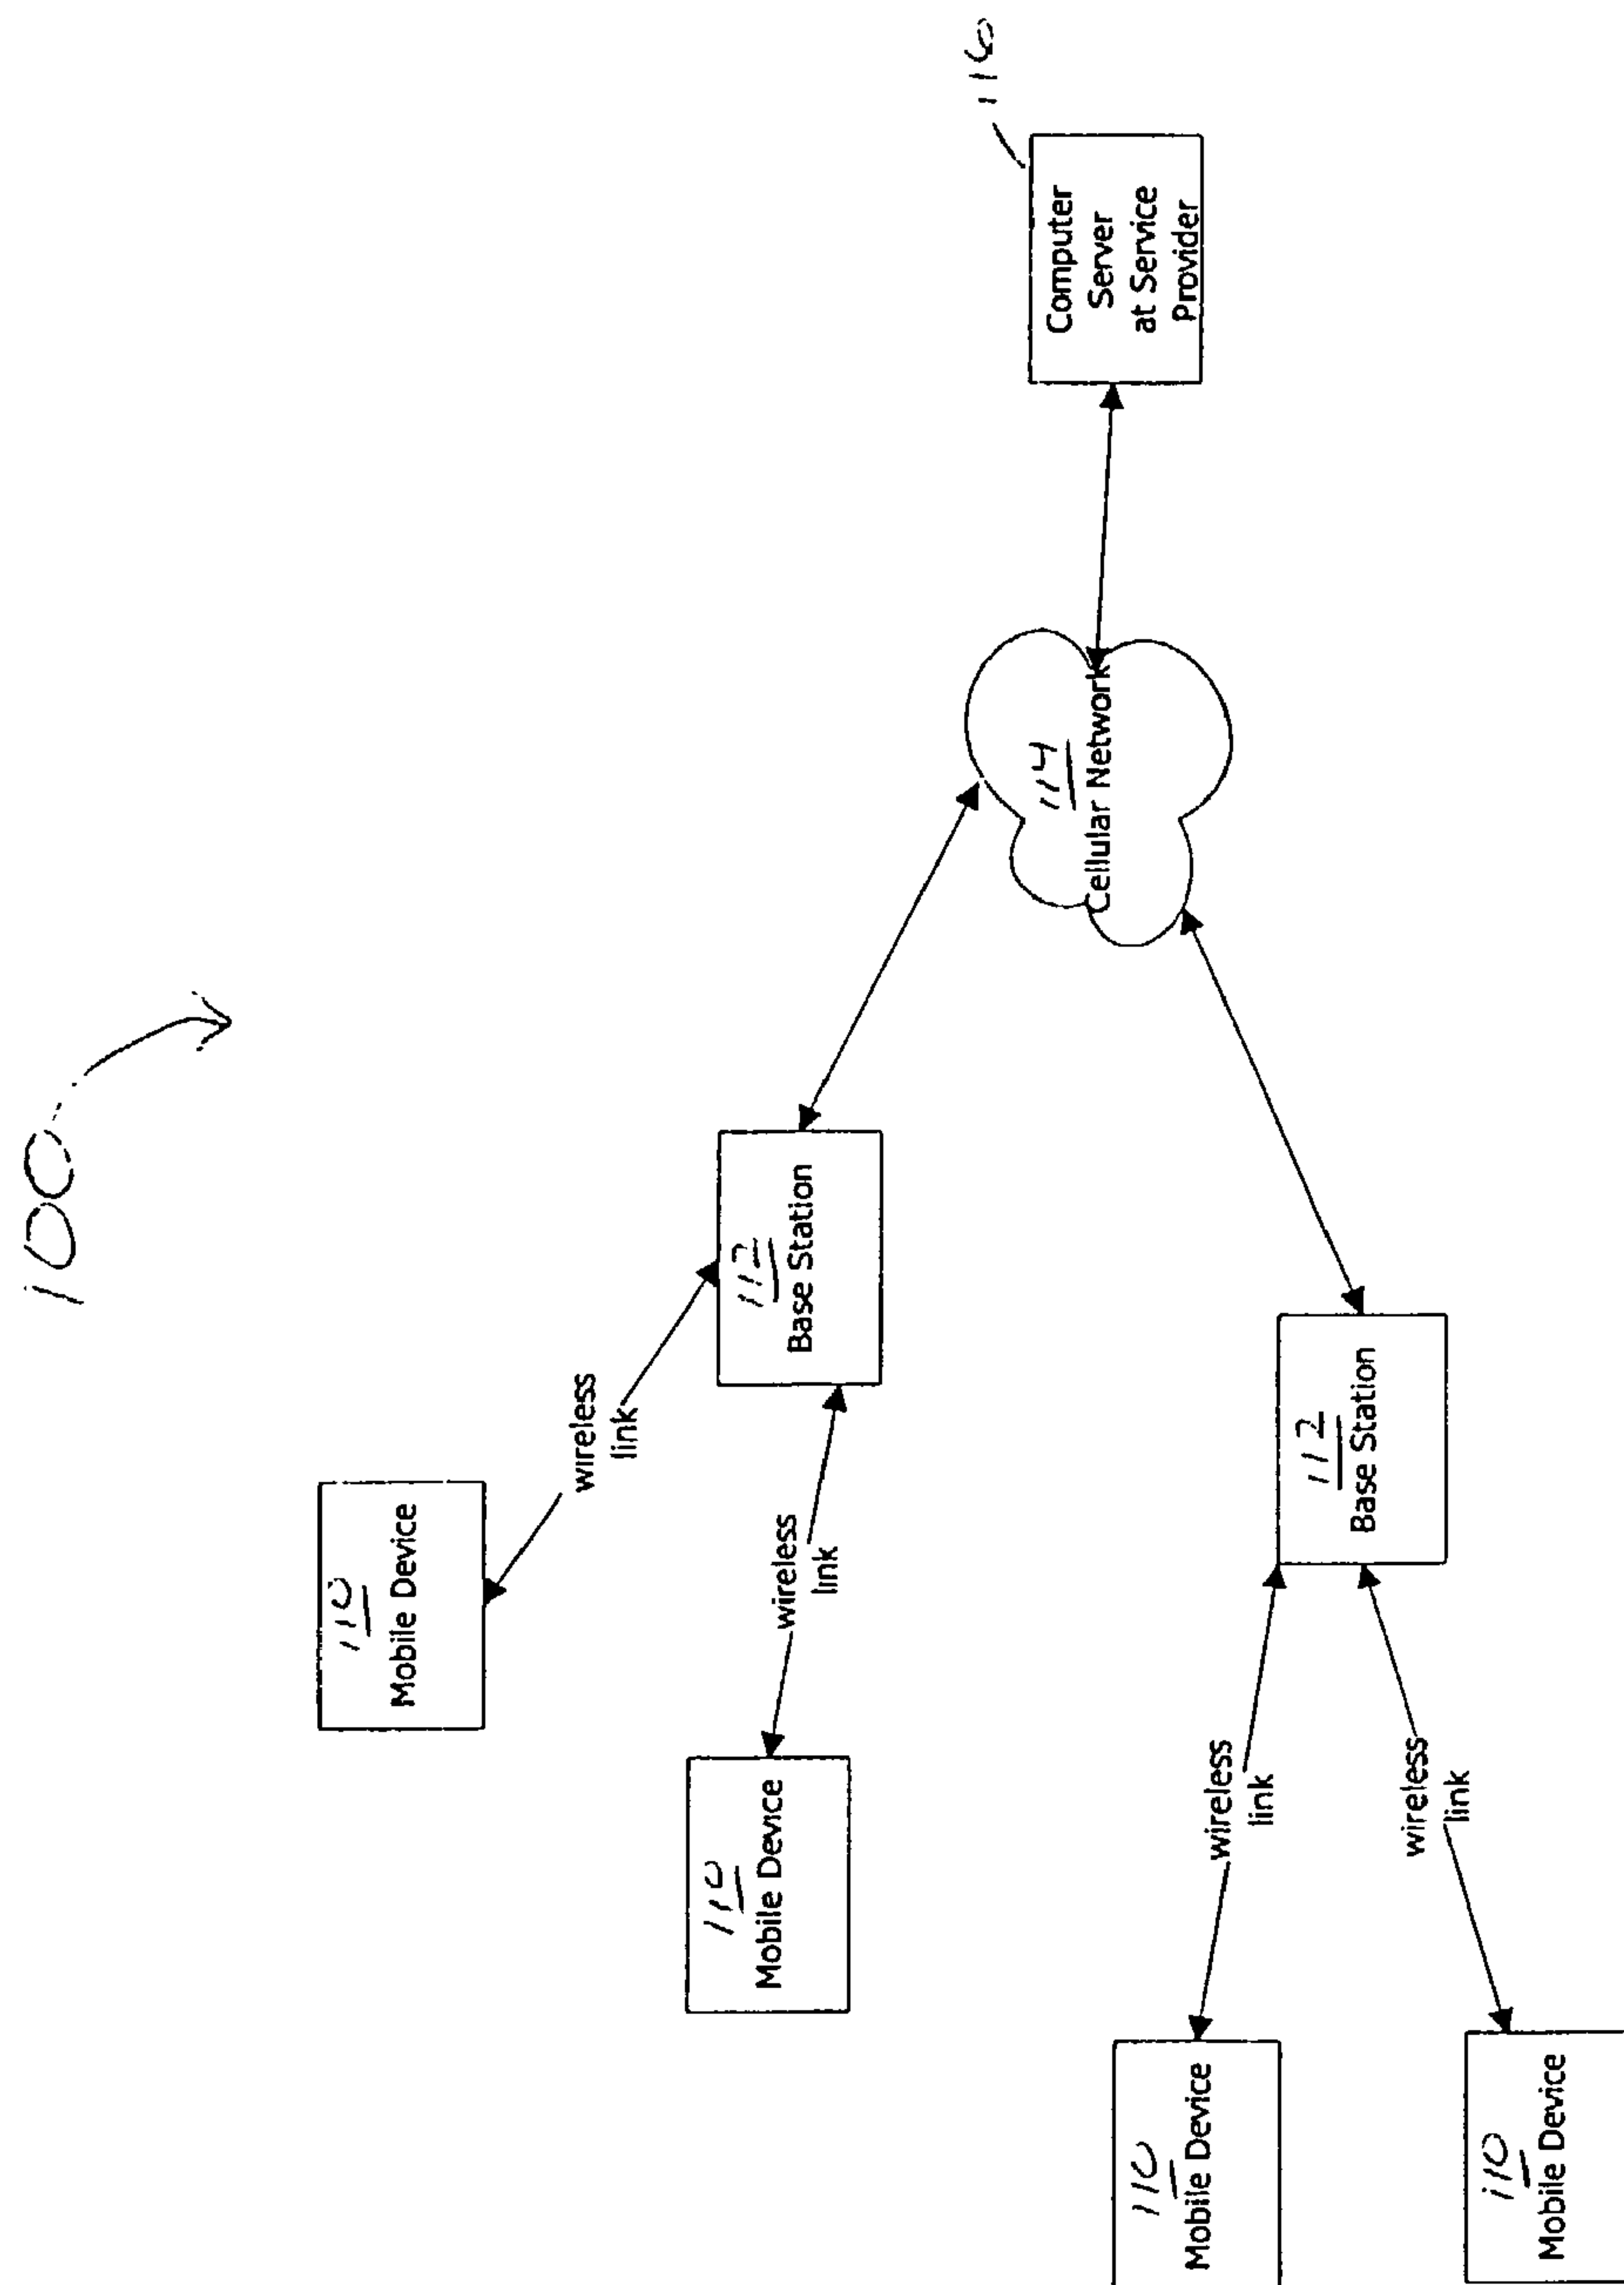 100
110
Mobile Device
wireless
link
112
Base Station
110
Mobile Device
wireless
link
114
Cellular Network
116
Computer
Server
at Service
Provider
110
Mobile Device
wireless
link
112
Base Station
110
Mobile Device
wireless
link